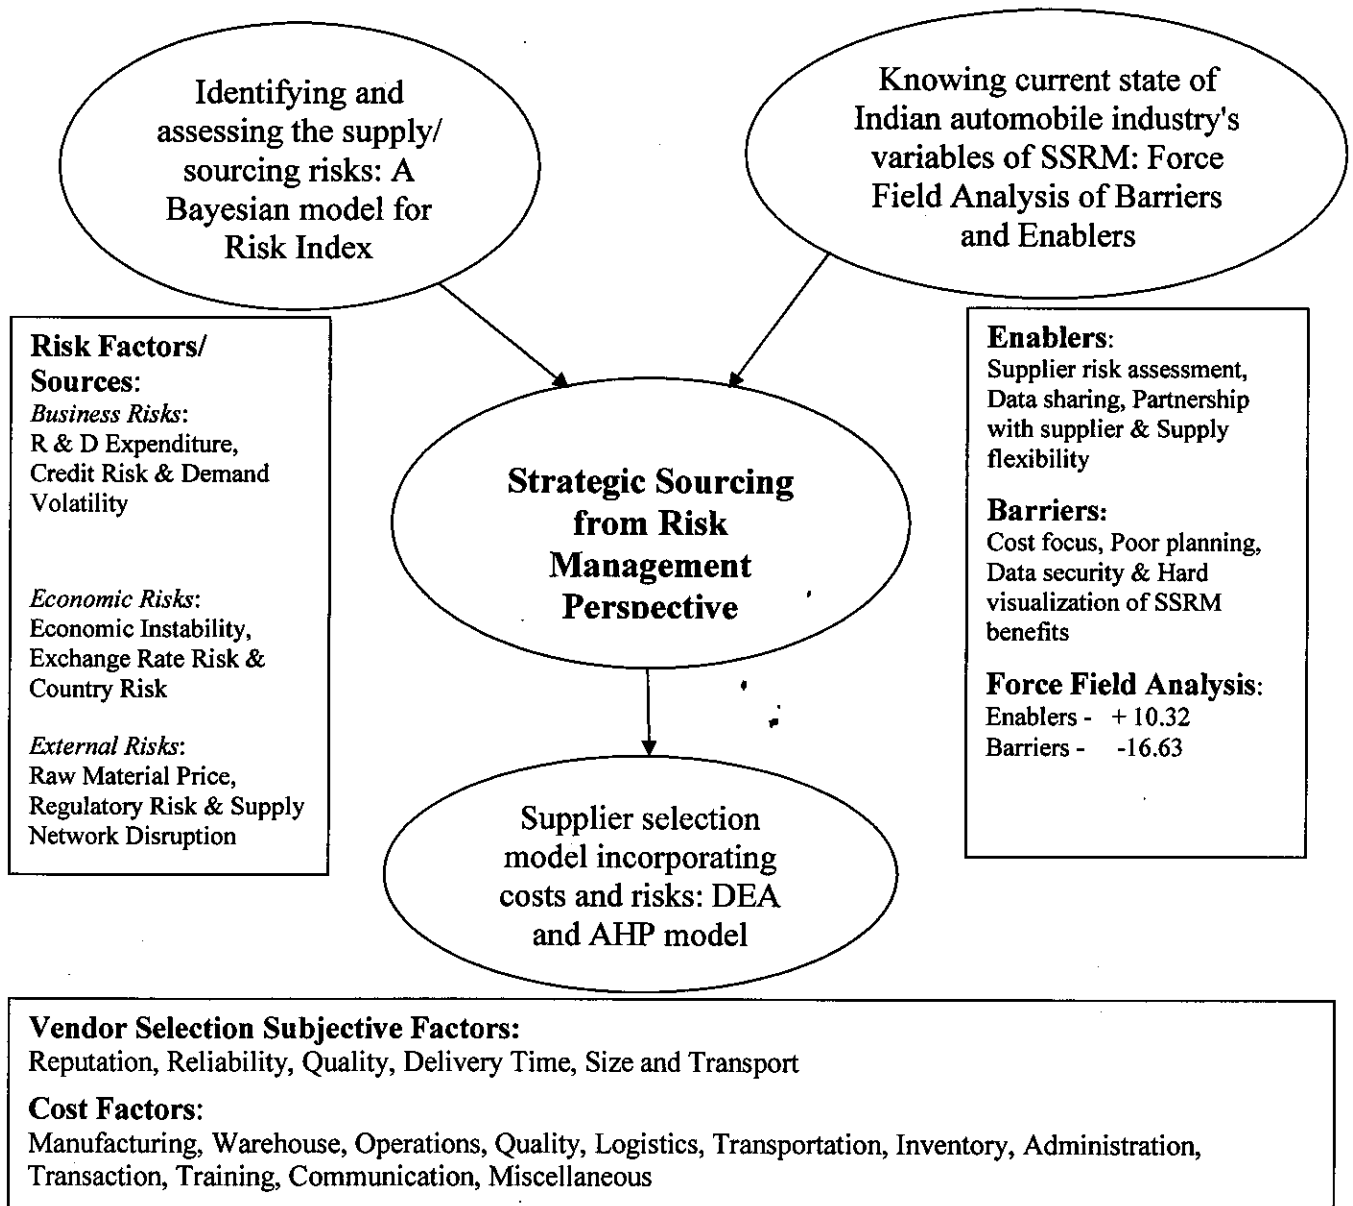 Identifying and
assessing the supply/
sourcing risks: A
Bayesian model for
Risk Index
Knowing current state of
Indian automobile industry's
variables of SSRM: Force
Field Analysis of Barriers
and Enablers
Risk Factors/
Sources:
Business Risks:
R & D Expenditure,
Credit Risk & Demand
Volatility
Economic Risks:
Economic Instability,
Exchange Rate Risk &
Country Risk
External Risks:
Raw Material Price,
Regulatory Risk & Supply
Network Disruption
Strategic Sourcing
from Risk
Management
Perspective
Enablers:
Supplier risk assessment,
Data sharing, Partnership
with supplier & Supply
flexibility
Barriers:
Cost focus, Poor planning,
Data security & Hard
visualization of SSRM
benefits
Force Field Analysis:
Enablers - + 10.32
Barriers - -16.63
Supplier selection
model incorporating
costs and risks: DEA
and AHP model
Vendor Selection Subjective Factors:
Reputation, Reliability, Quality, Delivery Time, Size and Transport
Cost Factors:
Manufacturing, Warehouse, Operations, Quality, Logistics, Transportation, Inventory, Administration,
Transaction, Training, Communication, Miscellaneous